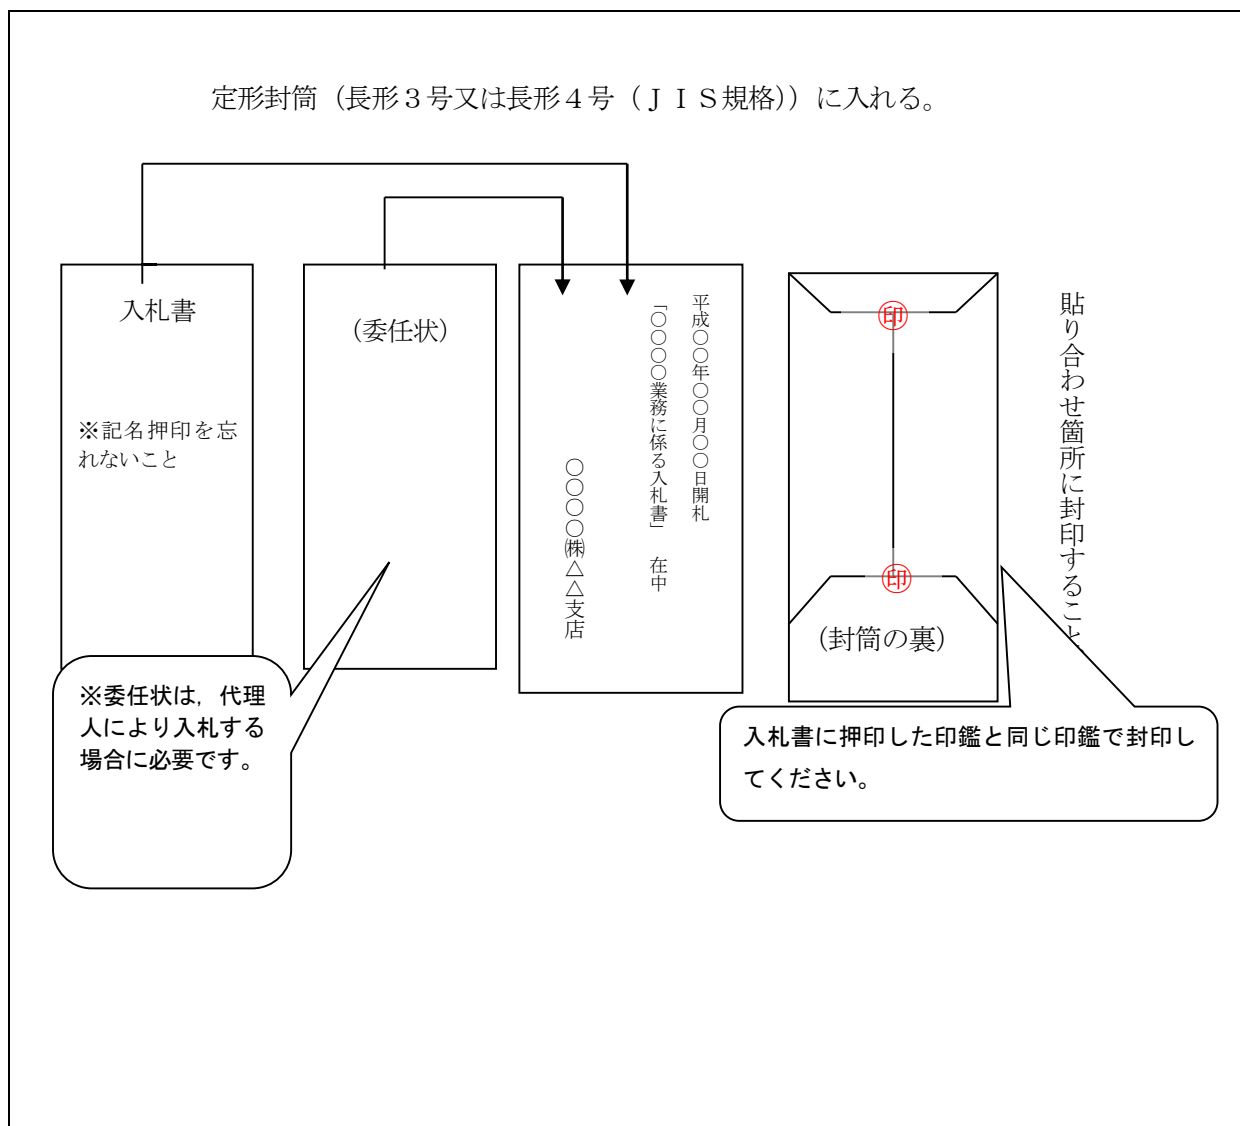 定形封筒（長形３号又は長形４号（ＪＩＳ規格））に入れる。
入札書
※記名押印を忘
れないこと
（委任状）
平成〇〇年〇〇月〇〇日開札
「〇〇〇〇業務に係る入札書」　在中
〇〇〇〇㈱△△支店
印
印
（封筒の裏）
貼り合わせ箇所に封印すること
※委任状は，代理
人により入札する
場合に必要です。
入札書に押印した印鑑と同じ印鑑で封印し
てください。